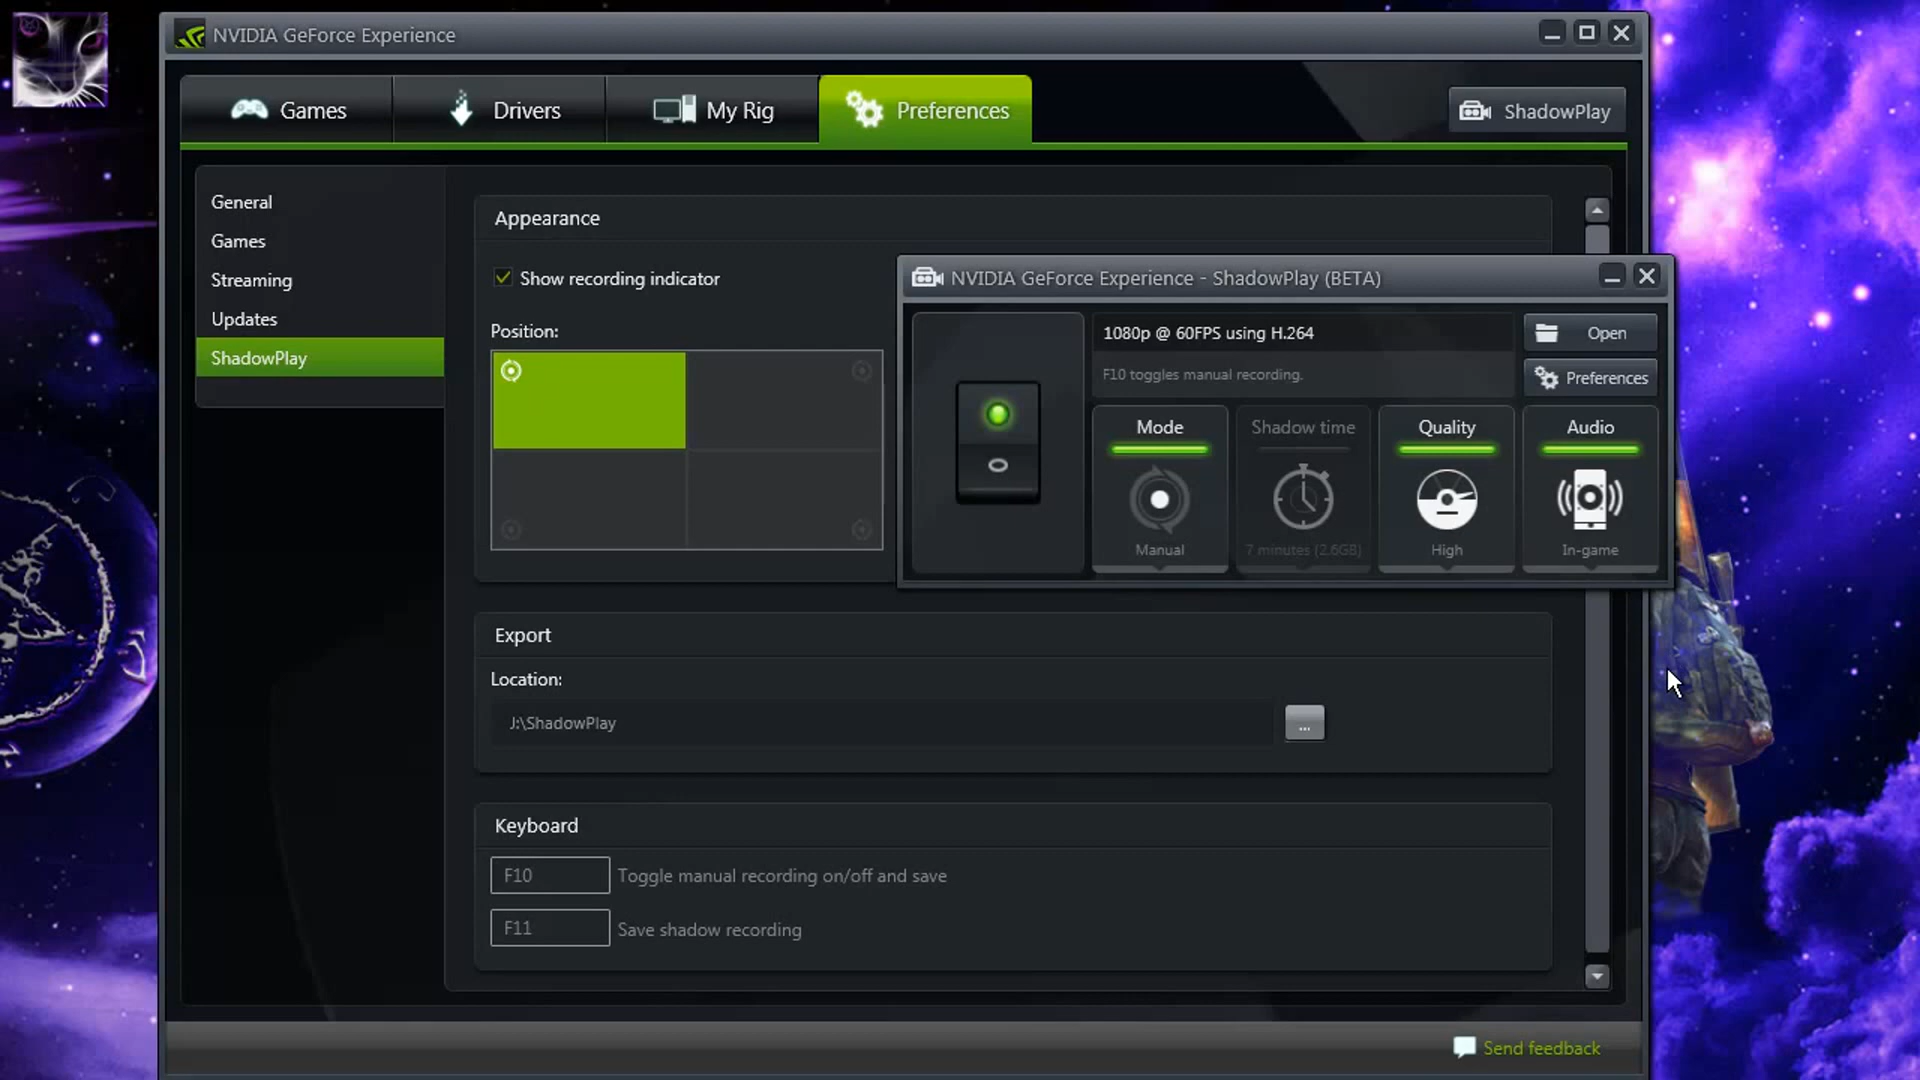 NVIDIA GeForce Experience
Games
Drivers
My Rig
Preferences
ShadowPlay
General
Games
Streaming
Updates
ShadowPlay
Appearance
Show recording indicator
Position:
NVIDIA GeForce Experience - ShadowPlay (BETA)
1080p @ 60FPS using H.264
F10 toggles manual recording.
Open
Preferences
Mode
Manual
Shadow time
7 minutes (2.6GB)
Quality
High
Audio
In-game
Export
Location:
J:\ShadowPlay
...
Keyboard
F10 Toggle manual recording on/off and save
F11 Save shadow recording
Send feedback